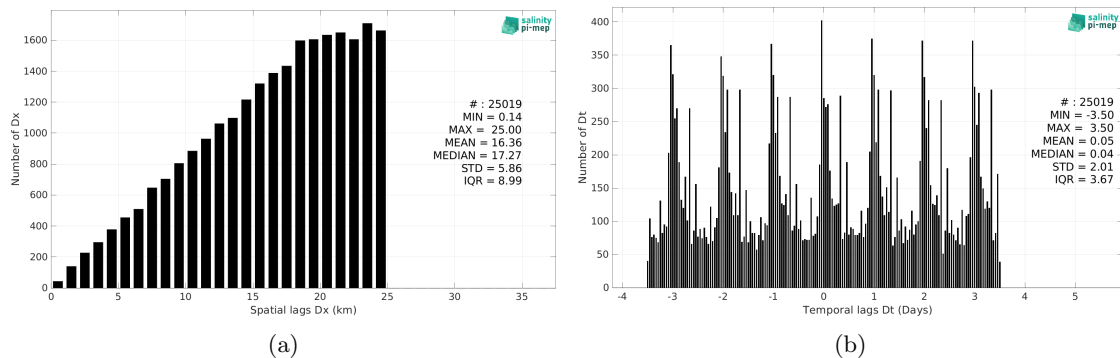 salinity
pi-mep
1600
1400
1200
1000
800
600
400
200
0
Number of Dx
# : 25019
MIN = 0.14
MAX = 25.00
MEAN = 16.36
MEDIAN = 17.27
STD = 5.86
IQR = 8.99
0 5 10 15 20 25 30 35
Spatial lags Dx (km)
(a)
salinity
pi-mep
400
350
300
250
200
150
100
50
0
Number of Dt
# : 25019
MIN = -3.50
MAX = 3.50
MEAN = 0.05
MEDIAN = 0.04
STD = 2.01
IQR = 3.67
-4 -3 -2 -1 0 1 2 3 4 5
Temporal lags Dt (Days)
(b)